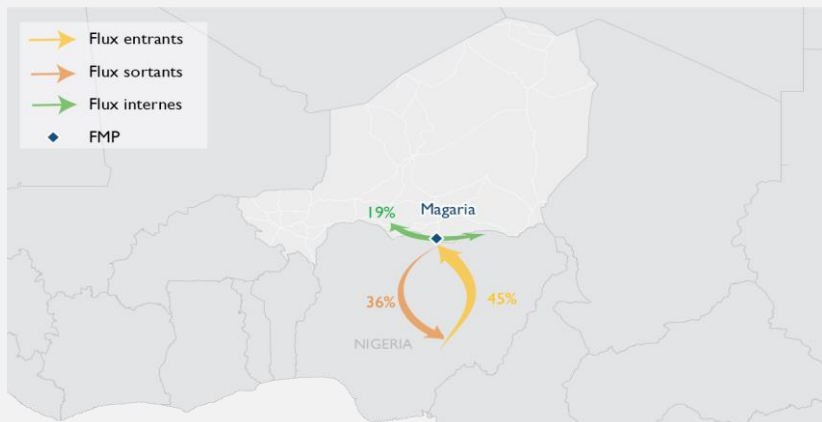 Flux entrants
Flux sortants
Flux internes
FMP
19%
Magaria
36%
45%
NIGERIA